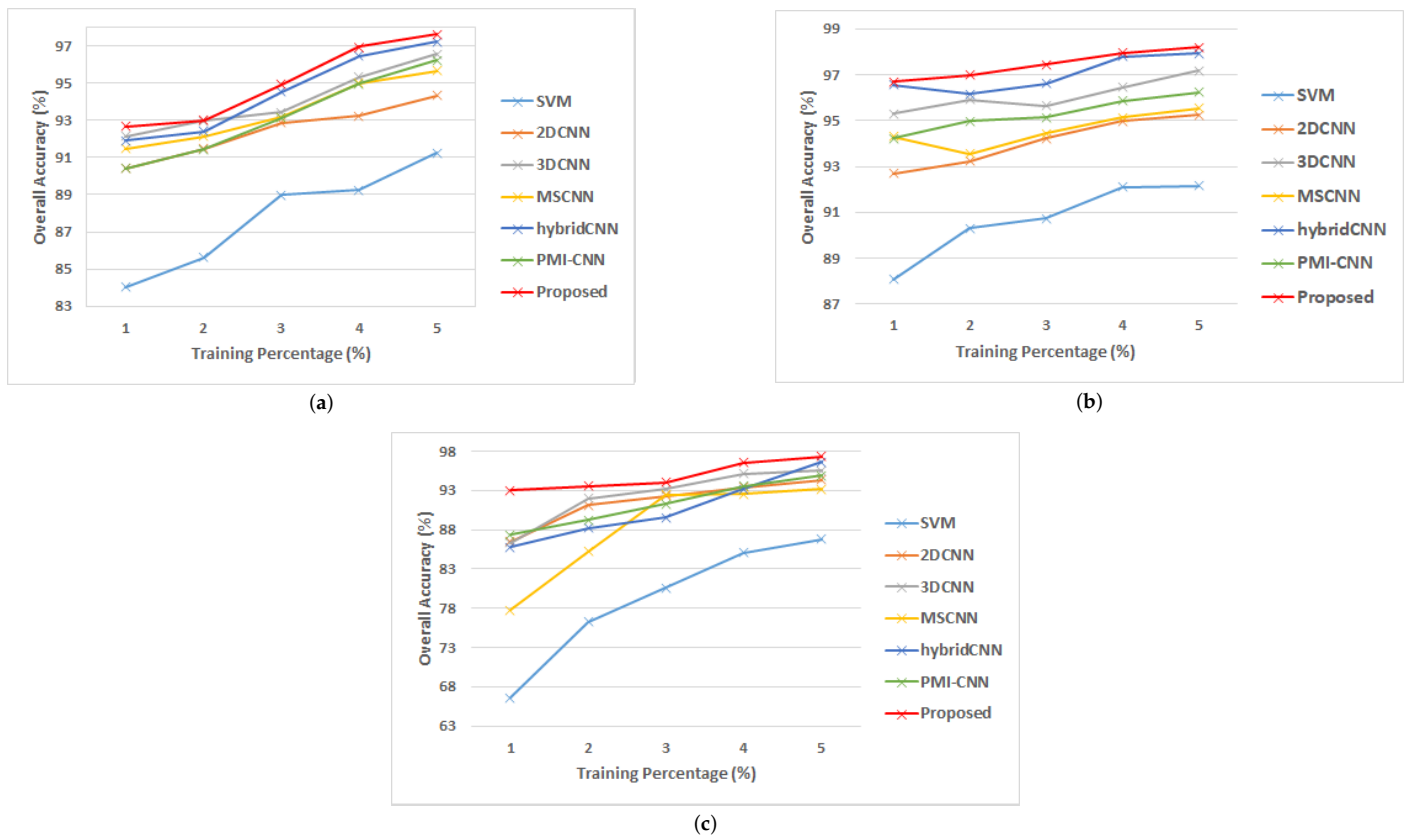 97
95
93
91
89
87
85
83
Overall Accuracy (%)
1 2 3 4 5
Training Percentage (%)
SVM
2DCNN
3DCNN
MSCNN
hybridCNN
PMI-CNN
Proposed
(a)
99
97
95
93
91
89
87
Overall Accuracy (%)
1 2 3 4 5
Training Percentage (%)
SVM
2DCNN
3DCNN
MSCNN
hybridCNN
PMI-CNN
Proposed
(b)
98
93
88
83
78
73
68
63
Overall Accuracy (%)
1 2 3 4 5
Training Percentage (%)
SVM
2DCNN
3DCNN
MSCNN
hybridCNN
PMI-CNN
Proposed
(c)